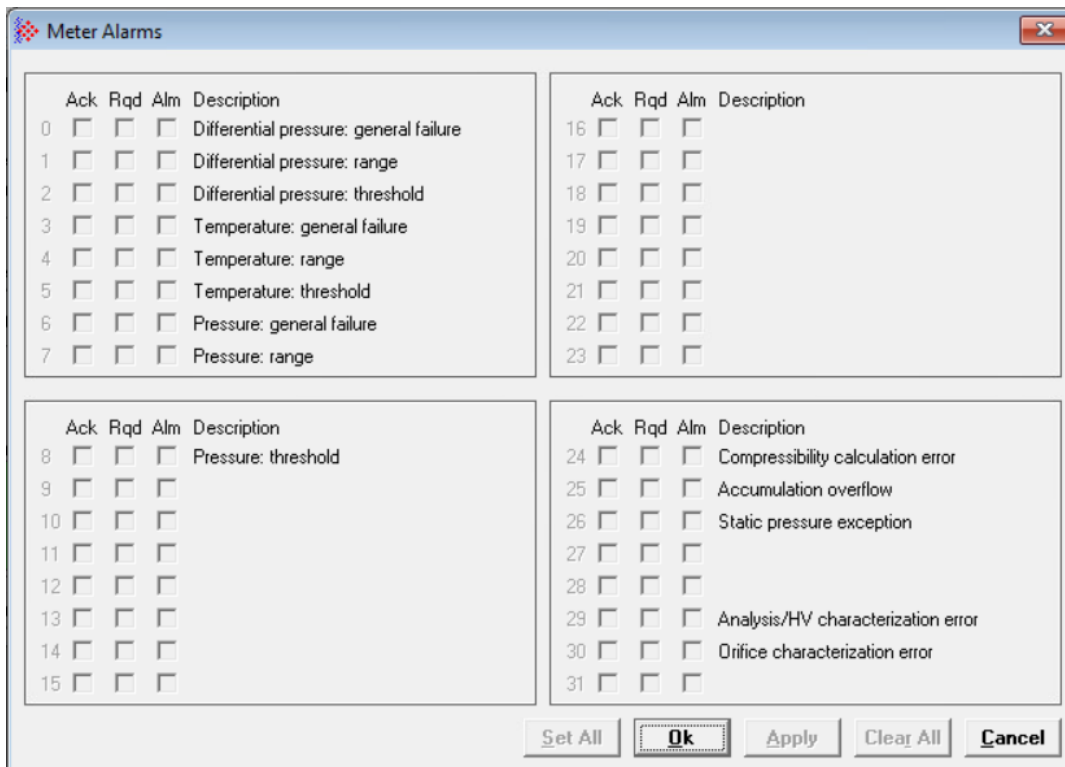 Meter Alarms
Ack Rqd Alm Description
0 Differential pressure: general failure
1 Differential pressure: range
2 Differential pressure: threshold
3 Temperature: general failure
4 Temperature: range
5 Temperature: threshold
6 Pressure: general failure
7 Pressure: range
Ack Rqd Alm Description
16
17
18
19
20
21
22
23
Ack Rqd Alm Description
8 Pressure: threshold
9
10
11
12
13
14
15
Ack Rqd Alm Description
24 Compressibility calculation error
25 Accumulation overflow
26 Static pressure exception
27
28
29 Analysis/HV characterization error
30 Orifice characterization error
31
Set All Ok Apply Clear All Cancel